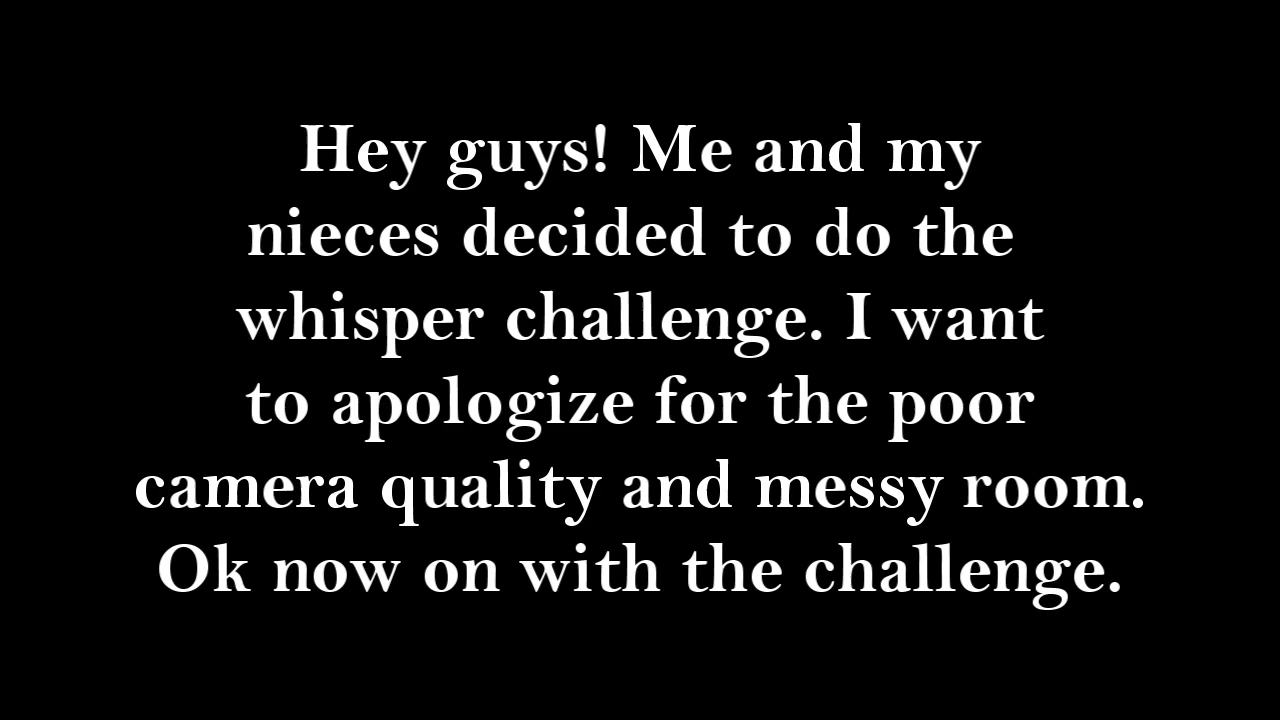 Hey guys! Me and my
nieces decided to do the
whisper challenge. I want
to apologize for the poor
camera quality and messy room.
Ok now on with the challenge.